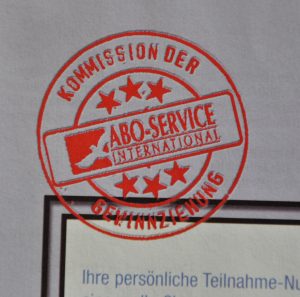 KOMMISSION DER
ABO-SERVICE
INTERNATIONAL
GEWINNZIEHUNG
Ihre persönliche Teilnahme-Nu